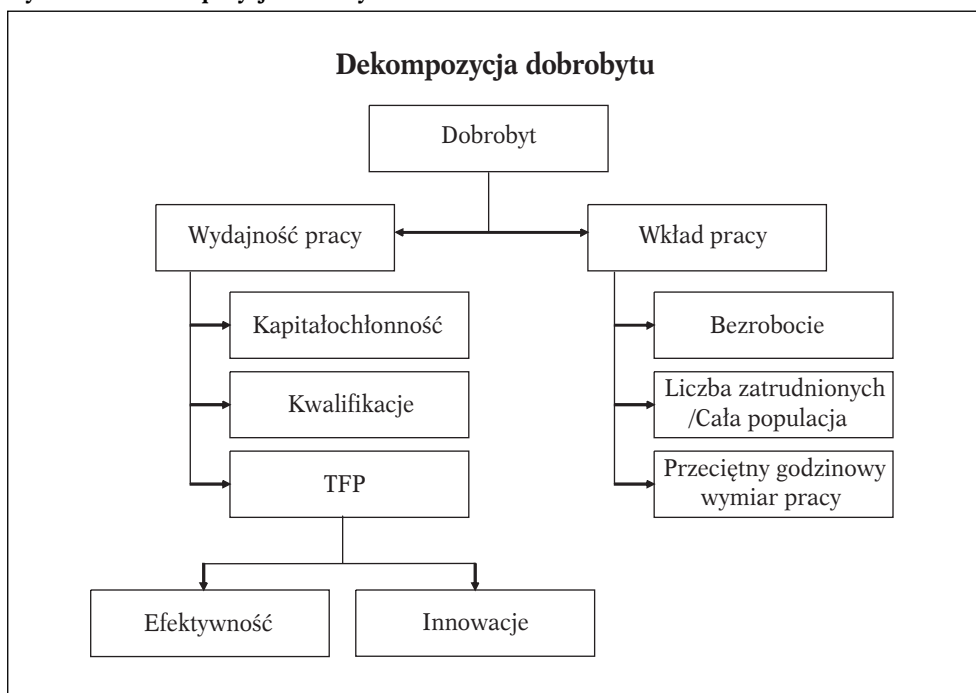 Dekompozycja dobrobytu
Dobrobyt
Wydajność pracy
Wkład pracy
Kapitałochłonność
Bezrobocie
Kwalifikacje
Liczba zatrudnionych
/Cała populacja
TFP
Przeciętny godzinowy
wymiar pracy
Efektywność
Innowacje